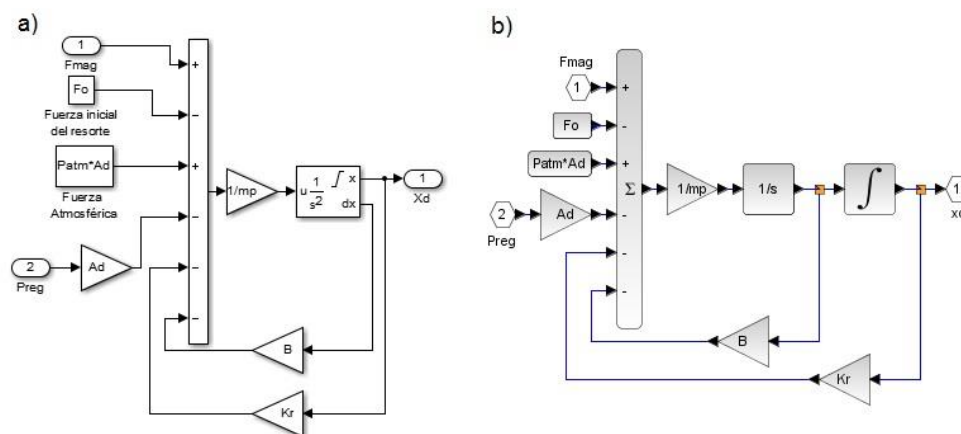 a)
1
Fmag
Fo
Fuerza inicial
del resorte
Patm*Ad
Fuerza
Atmosférica
2
Preg
Ad
+
−
+
−
−
−
1/mp
u 1/s2 ∫ x
dx
1
Xd
B
Kr
b)
Fmag
1
Fo
Patm*Ad
2
Preg
Ad
+
-
+
Σ
-
-
-
1/mp
1/s
∫
1
B
Kr